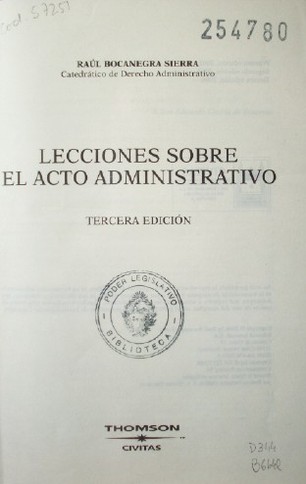 254780
RAÚL BOCANEGRA SIERRA
Catedrático de Derecho Administrativo
LECCIONES SOBRE
EL ACTO ADMINISTRATIVO
TERCERA EDICIÓN
PODER LEGISLATIVO
BIBLIOTECA
THOMSON
CIVITAS
D344